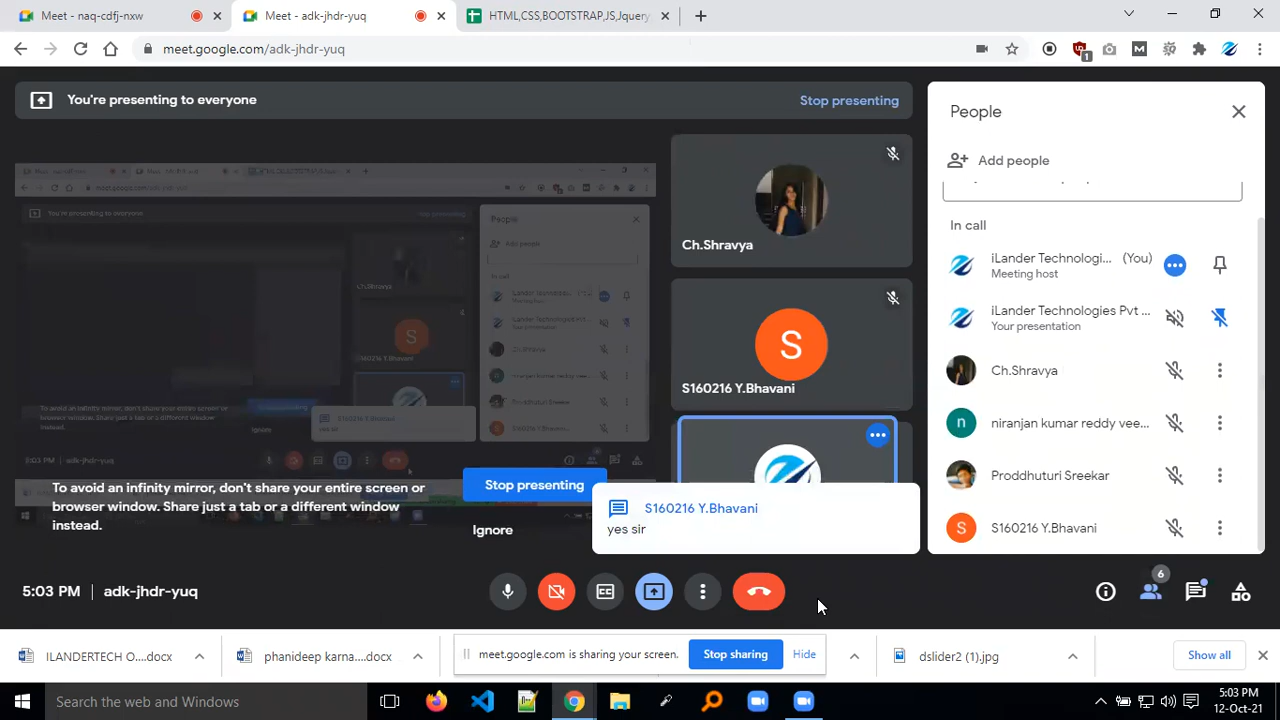 Meet - naq-cdfj-nxw
Meet - adk-jhdr-yuq
HTML,CSS,BOOTSTRAP,JS,Jquery
meet.google.com/adk-jhdr-yuq
1
You're presenting to everyone
Stop presenting
Ch.Shravya
S160216 Y.Bhavani
S
To avoid an infinity mirror, don't share your entire screen or
browser window. Share just a tab or a different window
instead.
Stop presenting
Ignore
S160216 Y.Bhavani
yes sir
People
Add people
In call
iLander Technologi... (You)
Meeting host
iLander Technologies Pvt ...
Your presentation
Ch.Shravya
n
niranjan kumar reddy vee...
Proddhuturi Sreekar
S
S160216 Y.Bhavani
5:03 PM | adk-jhdr-yuq
CC
6
ILANDERTECH O....docx
phanideep karna....docx
meet.google.com is sharing your screen.
Stop sharing
Hide
dslider2 (1).jpg
Show all
Search the web and Windows
5:03 PM
12-Oct-21